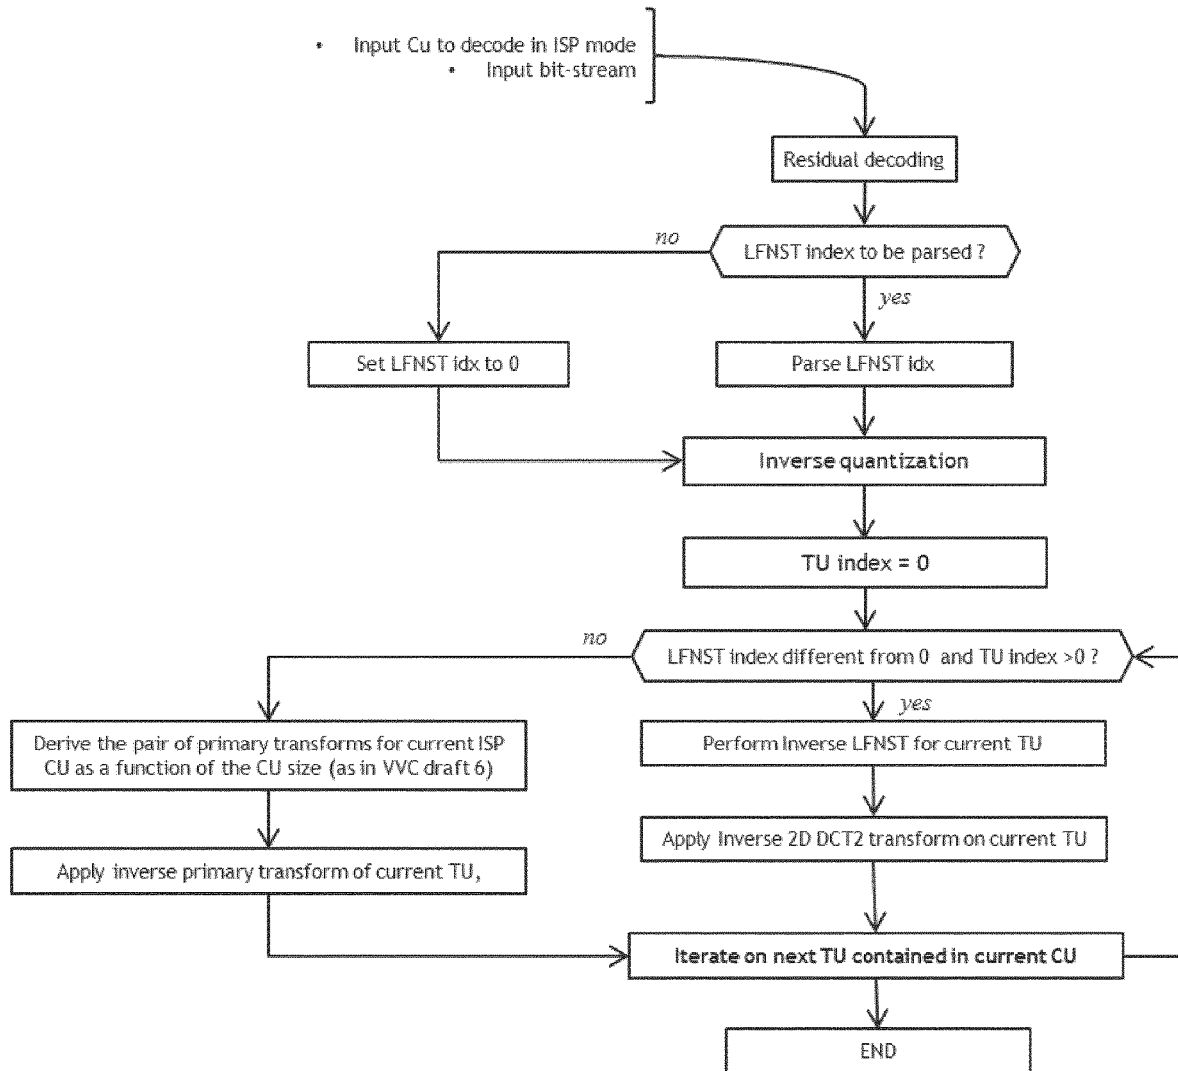 • Input Cu to decode in ISP mode
• Input bit-stream
Residual decoding
no
LFNST index to be parsed ?
yes
Set LFNST idx to 0
Parse LFNST idx
Inverse quantization
TU index = 0
no
LFNST index different from 0 and TU index >0 ?
yes
Derive the pair of primary transforms for current ISP
CU as a function of the CU size (as in VVC draft 6)
Perform Inverse LFNST for current TU
Apply Inverse 2D DCT2 transform on current TU
Apply inverse primary transform of current TU,
Iterate on next TU contained in current CU
END